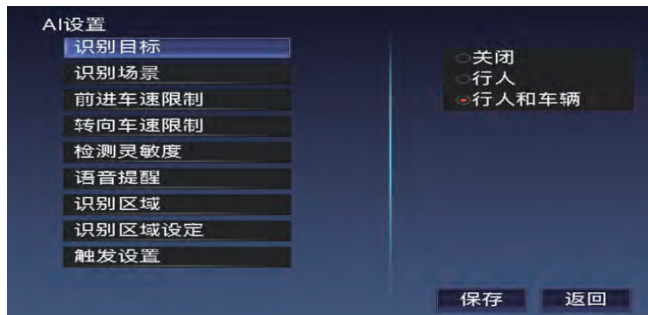 AI设置
识别目标
识别场景
前进车速限制
转向车速限制
检测灵敏度
语音提醒
识别区域
识别区域设定
触发设置
关闭
行人
行人和车辆
保存
返回